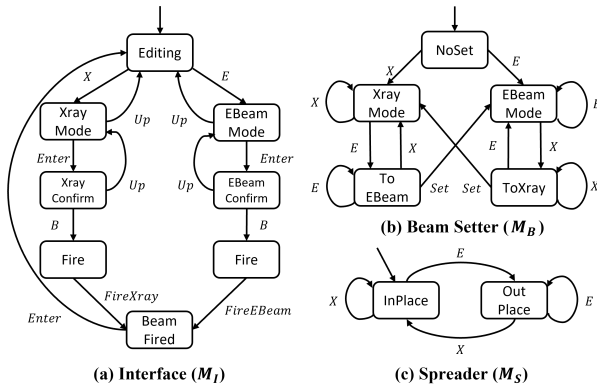 Editing
X
E
Xray
Mode
Up
Up
EBeam
Mode
Enter
Enter
Xray
Confirm
Up
Up
EBeam
Confirm
B
B
Fire
Fire
FireXray
FireEBeam
Enter
Beam
Fired
(a) Interface (M_I)
NoSet
X
E
X
Xray
Mode
EBeam
Mode
E
E
X
E
X
E
To
EBeam
Set
Set
ToXray
X
(b) Beam Setter (M_B)
E
X
InPlace
Out
Place
E
X
(c) Spreader (M_S)